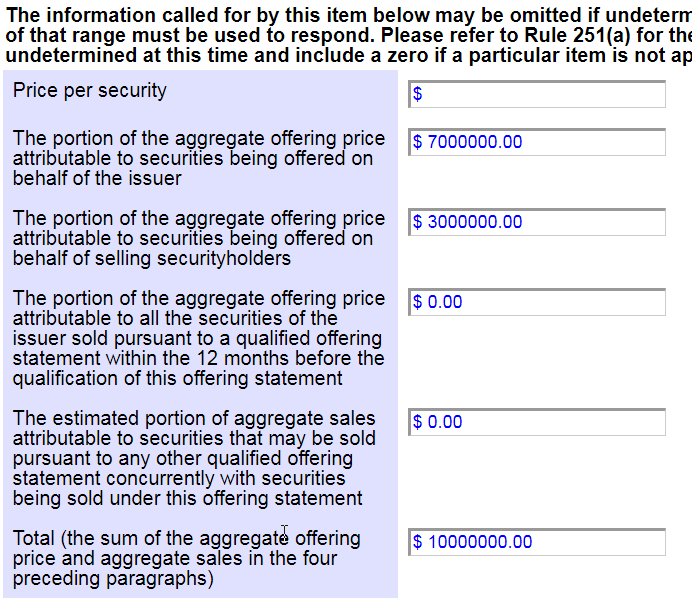 The information called for by this item below may be omitted if undeterm
of that range must be used to respond. Please refer to Rule 251(a) for the
undetermined at this time and include a zero if a particular item is not ap
Price per security
$
The portion of the aggregate offering price
attributable to securities being offered on
behalf of the issuer
$ 7000000.00
The portion of the aggregate offering price
attributable to securities being offered on
behalf of selling securityholders
$ 3000000.00
The portion of the aggregate offering price
attributable to all the securities of the
issuer sold pursuant to a qualified offering
statement within the 12 months before the
qualification of this offering statement
$ 0.00
The estimated portion of aggregate sales
attributable to securities that may be sold
pursuant to any other qualified offering
statement concurrently with securities
being sold under this offering statement
$ 0.00
Total (the sum of the aggregate offering
price and aggregate sales in the four
preceding paragraphs)
$ 10000000.00